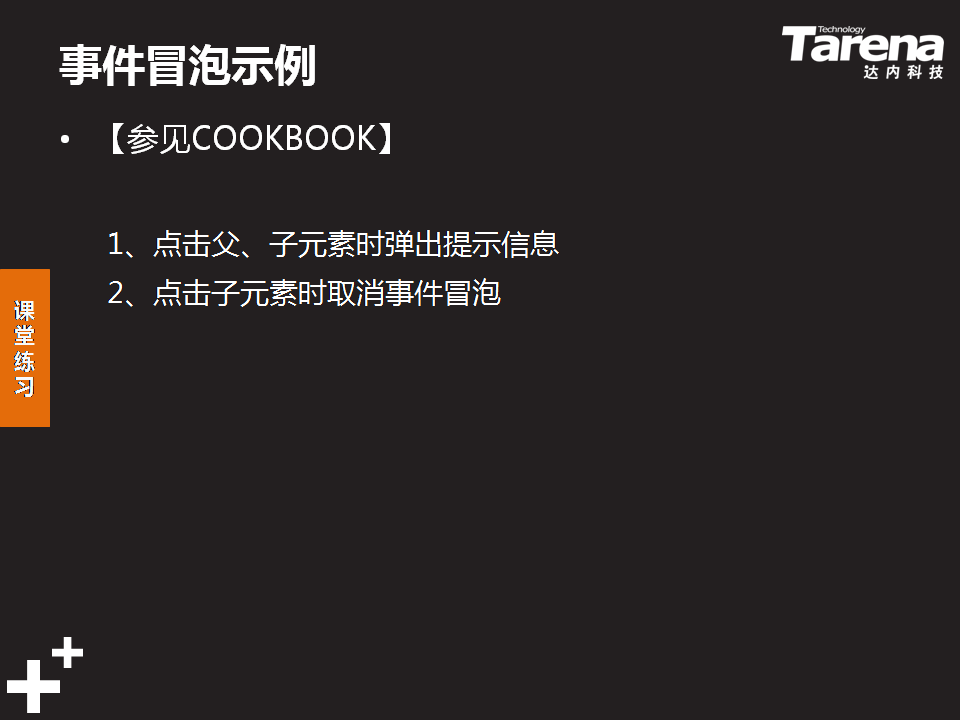 事件冒泡示例
Technology
Tarena
达内科技
• 【参见COOKBOOK】
1、点击父、子元素时弹出提示信息
2、点击子元素时取消事件冒泡
课
堂
练
习